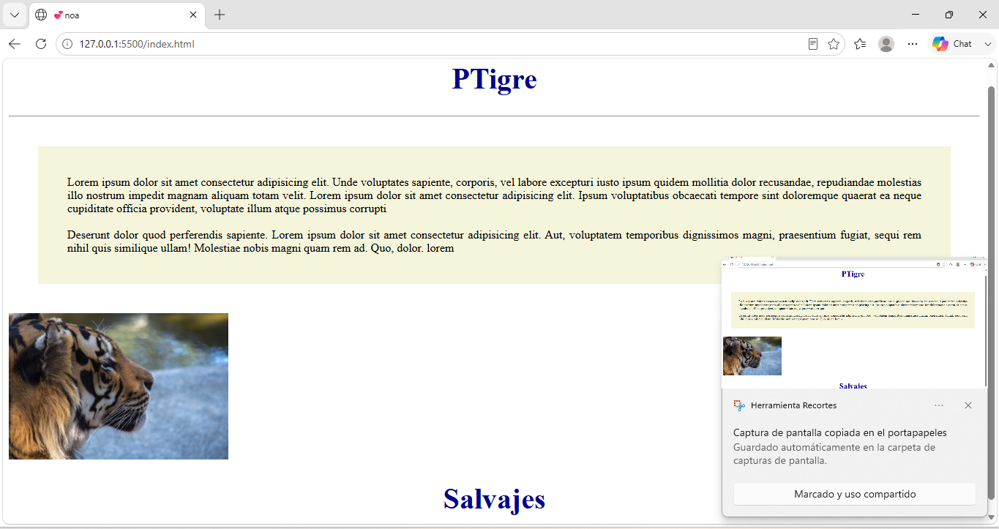 💕 noa
127.0.0.1:5500/index.html
Chat
PTigre
Lorem ipsum dolor sit amet consectetur adipisicing elit. Unde voluptates sapiente, corporis, vel labore excepturi iusto ipsum quidem mollitia dolor recusandae, repudiandae molestias
illo nostrum impedit magnam aliquam totam velit. Lorem ipsum dolor sit amet consectetur adipisicing elit. Ipsum voluptatibus obcaecati tempore sint doloremque quaerat ea neque
cupiditate officia provident, voluptate illum atque possimus corrupti
Deserunt dolor quod perferendis sapiente. Lorem ipsum dolor sit amet consectetur adipisicing elit. Aut, voluptatem temporibus dignissimos magni, praesentium fugiat, sequi rem
nihil quis similique ullam! Molestiae nobis magni quam rem ad. Quo, dolor. lorem
Salvajes
PTigre
Salvajes
Herramienta Recortes
Captura de pantalla copiada en el portapapeles
Guardado automáticamente en la carpeta de
capturas de pantalla.
Marcado y uso compartido